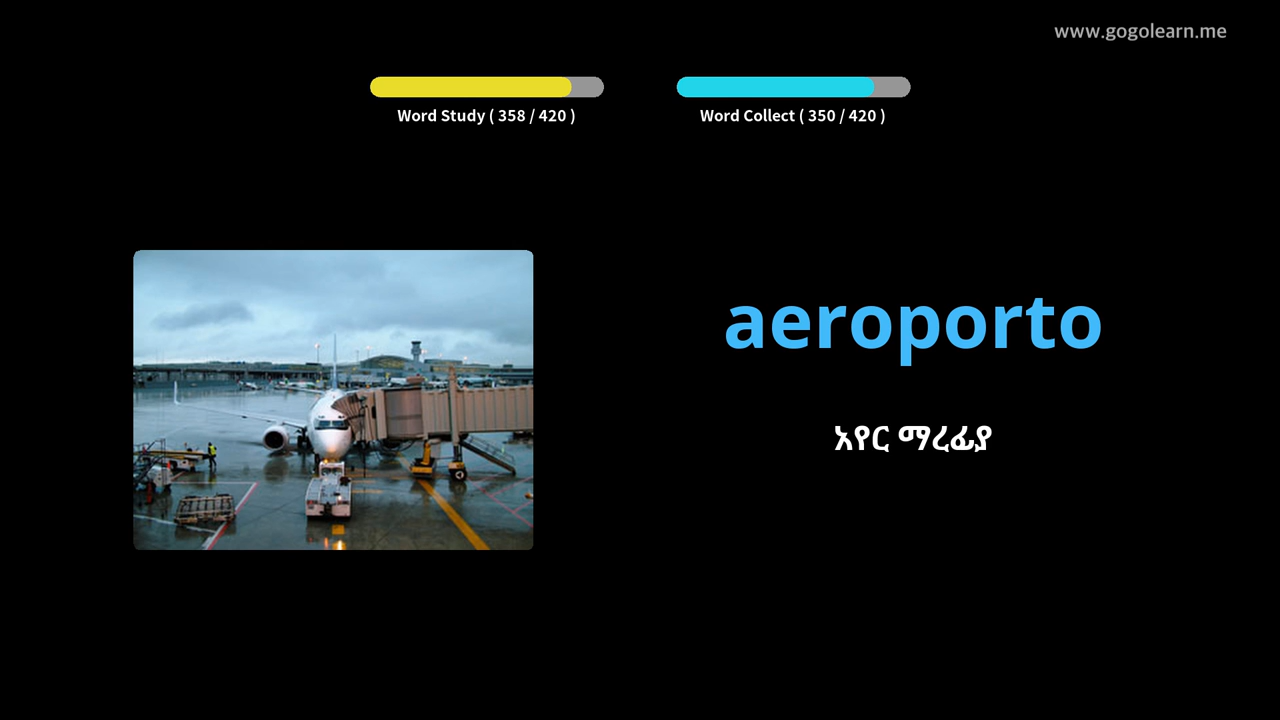 www.gogolearn.me
Word Study ( 358 / 420 )
Word Collect ( 350 / 420 )
aeroporto
አየር ማረፊያ